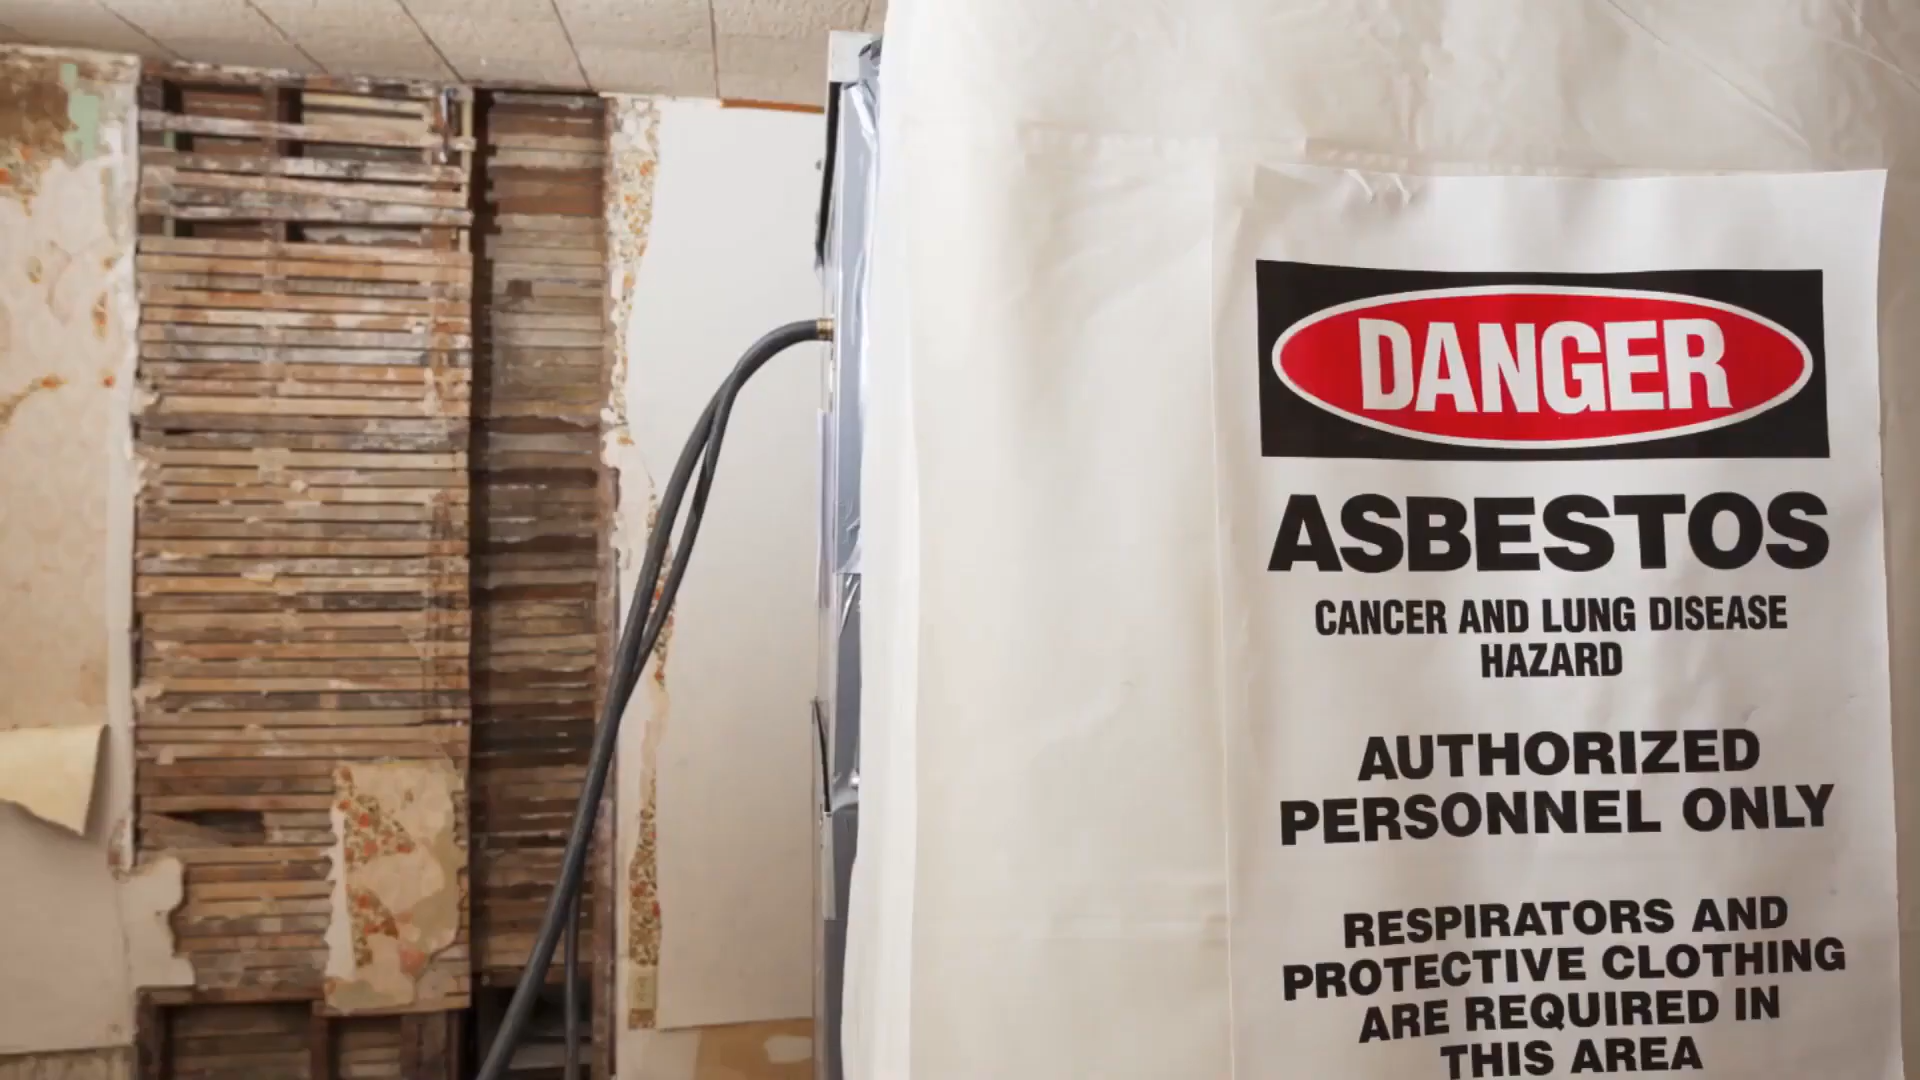 DANGER
ASBESTOS
CANCER AND LUNG DISEASE
HAZARD
AUTHORIZED
PERSONNEL ONLY
RESPIRATORS AND
PROTECTIVE CLOTHING
ARE REQUIRED IN
THIS AREA